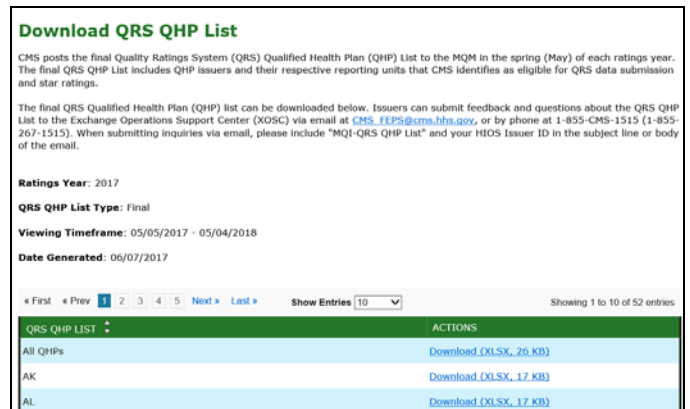 Download QRS QHP List
CMS posts the final Quality Ratings System (QRS) Qualified Health Plan (QHP) List to the MQM in the spring (May) of each ratings year.
The final QRS QHP List includes QHP issuers and their respective reporting units that CMS identifies as eligible for QRS data submission
and star ratings.
The final QRS Qualified Health Plan (QHP) list can be downloaded below. Issuers can submit feedback and questions about the QRS QHP
List to the Exchange Operations Support Center (XOSC) via email at CMS_FEPS@cms.hhs.gov, or by phone at 1-855-CMS-1515 (1-855-
267-1515). When submitting inquiries via email, please include "MQI-QRS QHP List" and your HIOS Issuer ID in the subject line or body
of the email.
Ratings Year: 2017
QRS QHP List Type: Final
Viewing Timeframe: 05/05/2017 - 05/04/2018
Date Generated: 06/07/2017
« First « Prev 1 2 3 4 5 Next » Last » Show Entries 10 Showing 1 to 10 of 52 entries
QRS QHP LIST ACTIONS
All QHPs Download (XLSX, 26 KB)
AK Download (XLSX, 17 KB)
AL Download (XLSX, 17 KB)